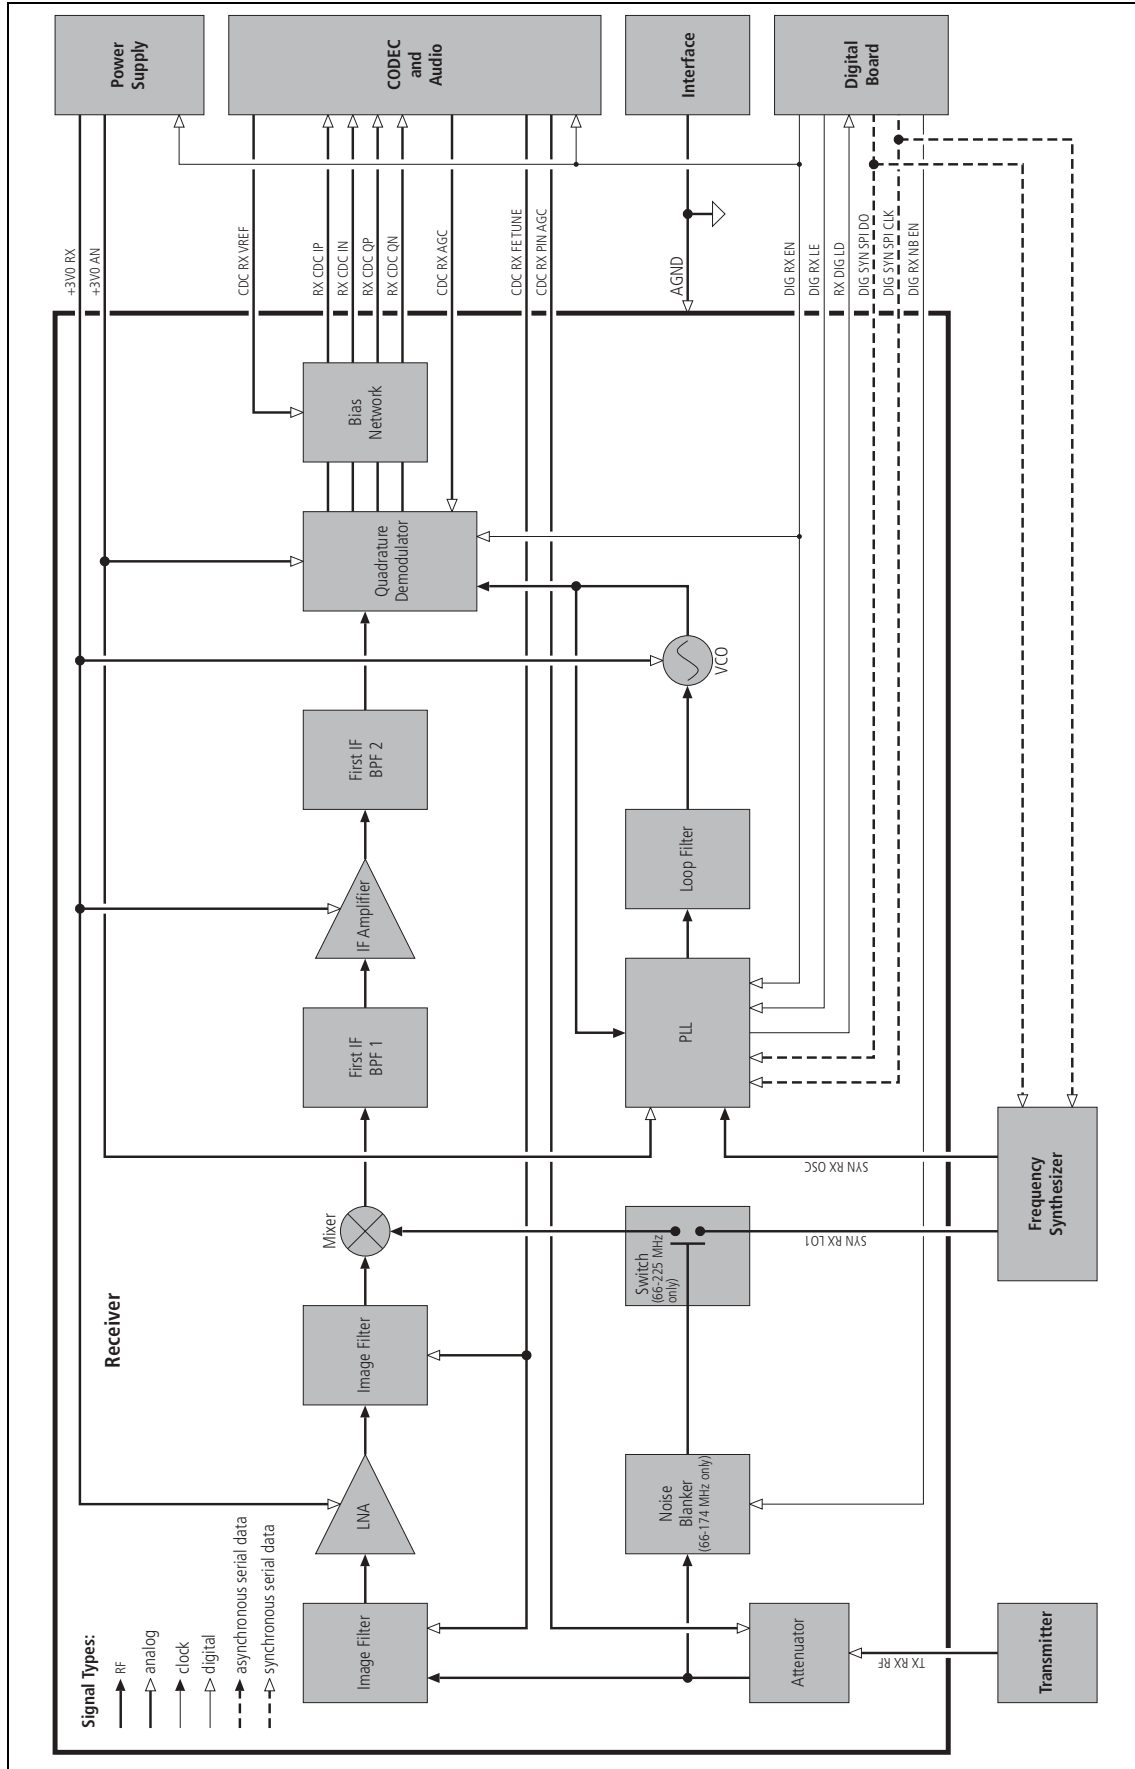 Power
Supply
CODEC
and
Audio
Interface
Digital
Board
+3V0 RX
+3V0 AN
CDC RX VREF
RX CDC IP
RX CDC IN
RX CDC QP
RX CDC QN
CDC RX AGC
CDC RX FE TUNE
CDC RX PIN AGC
AGND
DIG RX EN
DIG RX LE
RX DIG LD
DIG SYN SPI DO
DIG SYN SPI CLK
DIG RX NB EN
Bias
Network
Quadrature
Demodulator
VCO
First IF
BPF 2
Loop Filter
IF Amplifier
PLL
First IF
BPF 1
SYN RX OSC
Frequency
Synthesizer
Mixer
Switch
(66-225 MHz
only)
SYN RX LO1
Receiver
Image Filter
LNA
Noise
Blanker
(66-174 MHz only)
Image Filter
Attenuator
TX RX RF
Transmitter
Signal Types:
RF
analog
clock
digital
asynchronous serial data
synchronous serial data